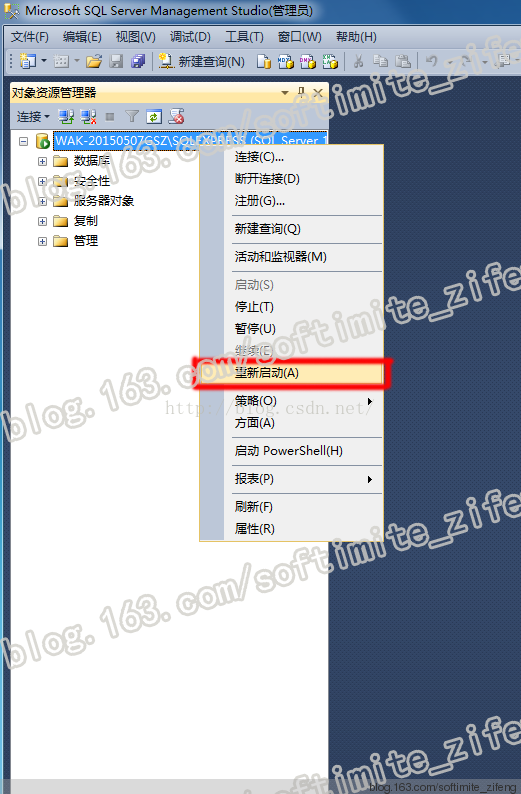 Microsoft SQL Server Management Studio(管理员)
文件(F) 编辑(E) 视图(V) 调试(D) 工具(T) 窗口(W) 帮助(H)
新建查询(N)
对象资源管理器
连接
WAK-20150507GSZ\SQLEXPRESS (SQL Server 1
数据库
安全性
服务器对象
复制
管理
连接(C)...
断开连接(D)
注册(G)...
新建查询(Q)
活动和监视器(M)
启动(S)
停止(T)
暂停(U)
继续(E)
重新启动(A)
策略(O)
方面(A)
启动 PowerShell(H)
报表(P)
刷新(F)
属性(R)
http://blog.csdn.net/
blog.163.com/softimite_zifeng
blog.163.com/softimite_zifeng
blog.163.com/softimite_zifeng
blog.163.com/softimite_zifeng